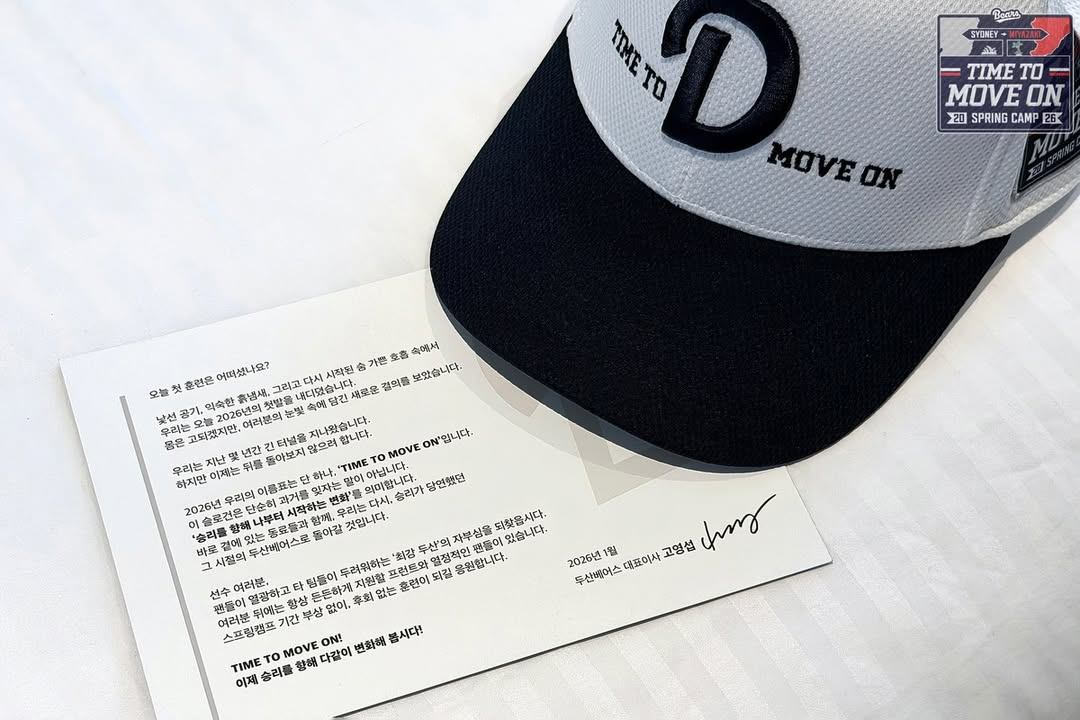 Bears
SYDNEY → MIYAZAKI
TIME TO
MOVE ON
20 SPRING CAMP 26
TIME TO
D
MOVE ON
SPRING
오늘 첫 훈련은 어떠셨나요?
낯선 공기, 익숙한 흙냄새, 그리고 다시 시작된 숨 가쁜 호흡 속에서
우리는 오늘 2026년의 첫발을 내디뎠습니다.
몸은 고되겠지만, 여러분의 눈빛 속에 담긴 새로운 결의를 보았습니다.
우리는 지난 몇 년간 긴 터널을 지나왔습니다.
하지만 이제는 뒤를 돌아보지 않으려 합니다.
2026년 우리의 이름표는 단 하나, ‘TIME TO MOVE ON’입니다.
이 슬로건은 단순히 과거를 잊자는 말이 아닙니다.
‘승리를 향해 나부터 시작하는 변화’를 의미합니다.
바로 곁에 있는 동료들과 함께, 우리는 다시, 승리가 당연했던
그 시절의 두산베어스로 돌아갈 것입니다.
선수 여러분,
팬들이 열광하고 타 팀들이 두려워하는 ‘최강 두산’의 자부심을 되찾읍시다.
여러분 뒤에는 항상 든든하게 지원할 프런트와 열정적인 팬들이 있습니다.
스프링캠프 기간 부상 없이, 후회 없는 훈련이 되길 응원합니다.
TIME TO MOVE ON!
이제 승리를 향해 다같이 변화해 봅시다!
2026년 1월
두산베어스 대표이사 고영섭